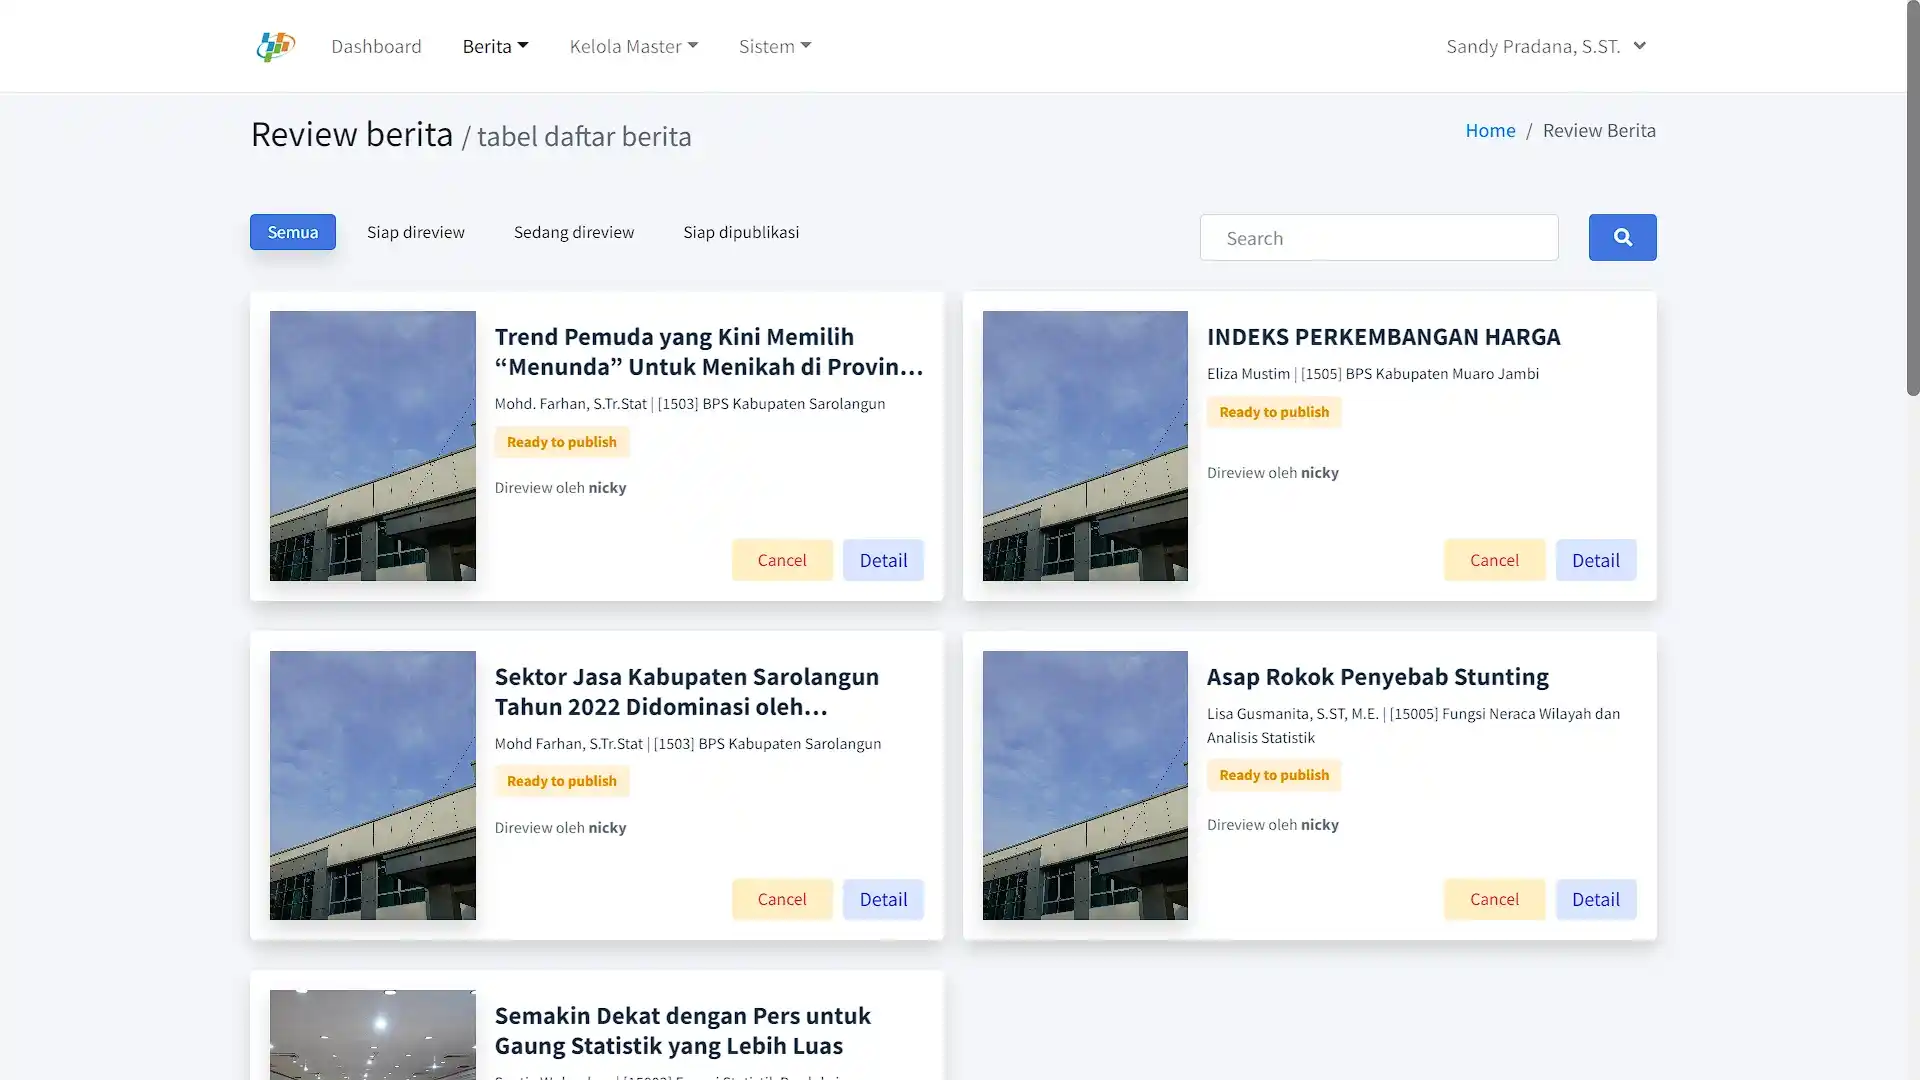 Dashboard
Berita
Kelola Master
Sistem
Sandy Pradana, S.ST.
Review berita / tabel daftar berita
Home / Review Berita
Semua
Siap direview
Sedang direview
Siap dipublikasi
Search
Trend Pemuda yang Kini Memilih
“Menunda” Untuk Menikah di Provin...
Mohd. Farhan, S.Tr.Stat | [1503] BPS Kabupaten Sarolangun
Ready to publish
Direview oleh nicky
Cancel
Detail
INDEKS PERKEMBANGAN HARGA
Eliza Mustim | [1505] BPS Kabupaten Muaro Jambi
Ready to publish
Direview oleh nicky
Cancel
Detail
Sektor Jasa Kabupaten Sarolangun
Tahun 2022 Didominasi oleh...
Mohd Farhan, S.Tr.Stat | [1503] BPS Kabupaten Sarolangun
Ready to publish
Direview oleh nicky
Cancel
Detail
Asap Rokok Penyebab Stunting
Lisa Gusmanita, S.ST, M.E. | [15005] Fungsi Neraca Wilayah dan
Analisis Statistik
Ready to publish
Direview oleh nicky
Cancel
Detail
Semakin Dekat dengan Pers untuk
Gaung Statistik yang Lebih Luas